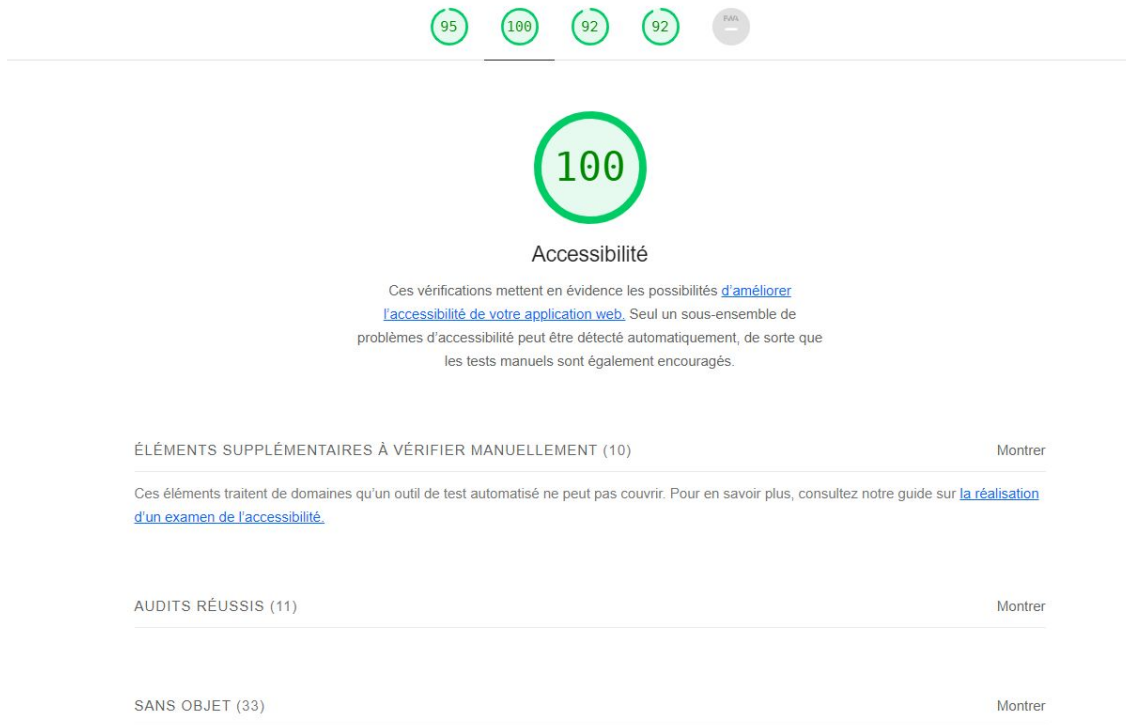 95 100 92 92 PWA
100
Accessibilité
Ces vérifications mettent en évidence les possibilités d’améliorer
l’accessibilité de votre application web. Seul un sous-ensemble de
problèmes d’accessibilité peut être détecté automatiquement, de sorte que
les tests manuels sont également encouragés.
ÉLÉMENTS SUPPLÉMENTAIRES À VÉRIFIER MANUELLEMENT (10) Montrer
Ces éléments traitent de domaines qu’un outil de test automatisé ne peut pas couvrir. Pour en savoir plus, consultez notre guide sur la réalisation
d’un examen de l’accessibilité.
AUDITS RÉUSSIS (11) Montrer
SANS OBJET (33) Montrer